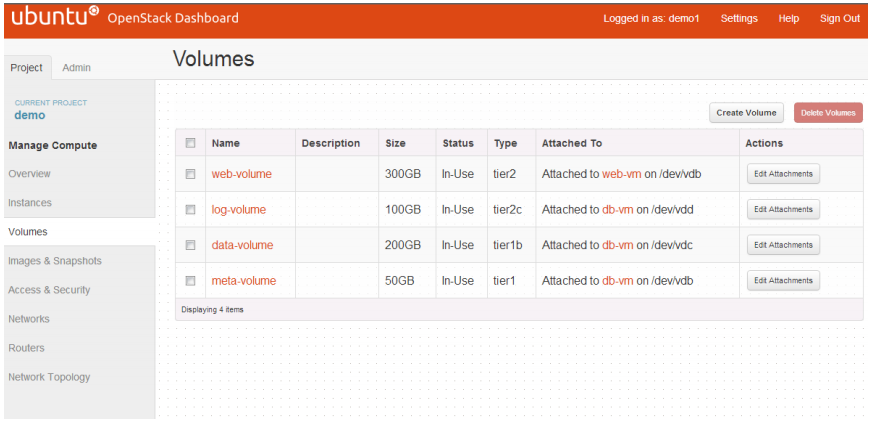 ubuntu OpenStack Dashboard Logged in as: demo1 Settings Help Sign Out
Project Admin
Volumes
CURRENT PROJECT
demo
Manage Compute
Overview
Instances
Volumes
Images & Snapshots
Access & Security
Networks
Routers
Network Topology
Create Volume Delete Volumes
Name Description Size Status Type Attached To Actions
web-volume 300GB In-Use tier2 Attached to web-vm on /dev/vdb Edit Attachments
log-volume 100GB In-Use tier2c Attached to db-vm on /dev/vdd Edit Attachments
data-volume 200GB In-Use tier1b Attached to db-vm on /dev/vdc Edit Attachments
meta-volume 50GB In-Use tier1 Attached to db-vm on /dev/vdb Edit Attachments
Displaying 4 items